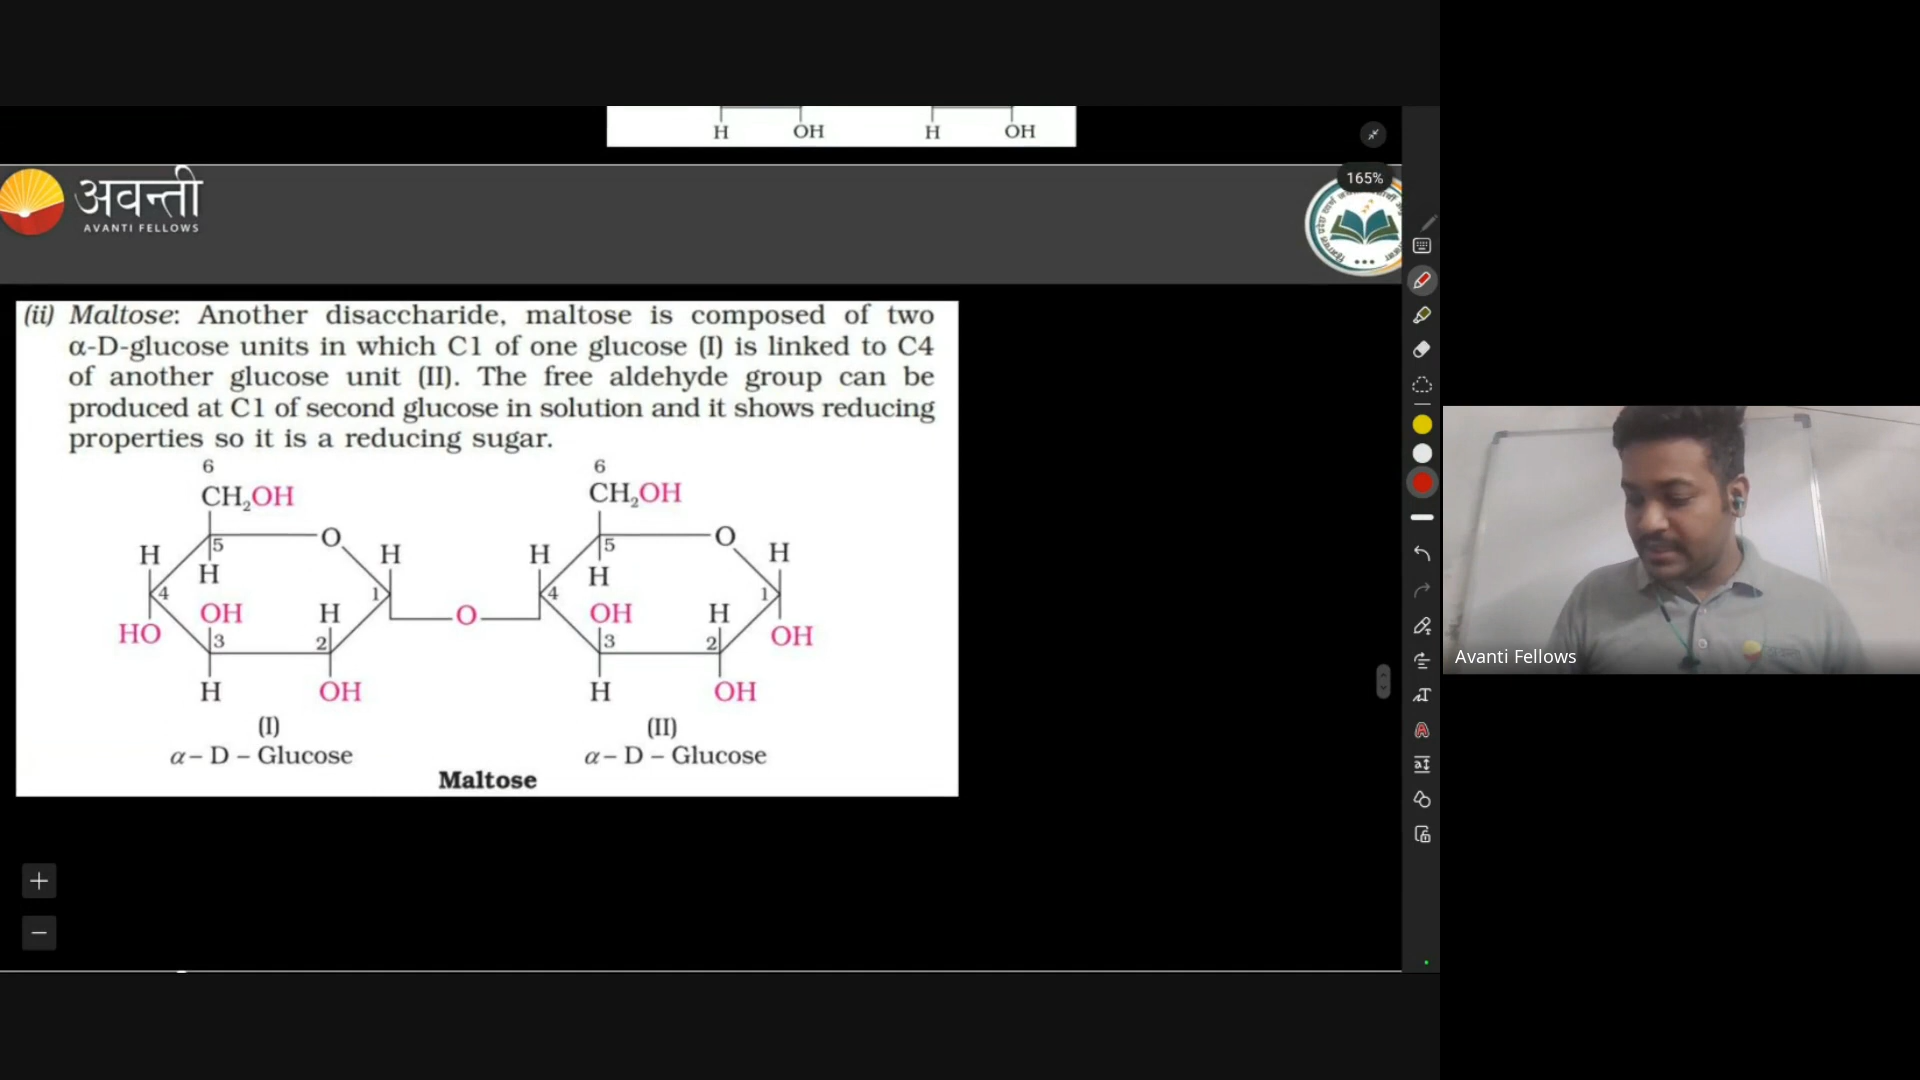 H OH H OH
165%
अवन्ती
AVANTI FELLOWS
(ii) Maltose: Another disaccharide, maltose is composed of two
α-D-glucose units in which C1 of one glucose (I) is linked to C4
of another glucose unit (II). The free aldehyde group can be
produced at C1 of second glucose in solution and it shows reducing
properties so it is a reducing sugar.
6 6
CH₂OH CH₂OH
5 O 5 O
H H H H
H H
4 1 4 1
OH H O OH H
HO OH
3 2 3 2
H OH H OH
(I) (II)
α – D – Glucose α – D – Glucose
Maltose
Avanti Fellows